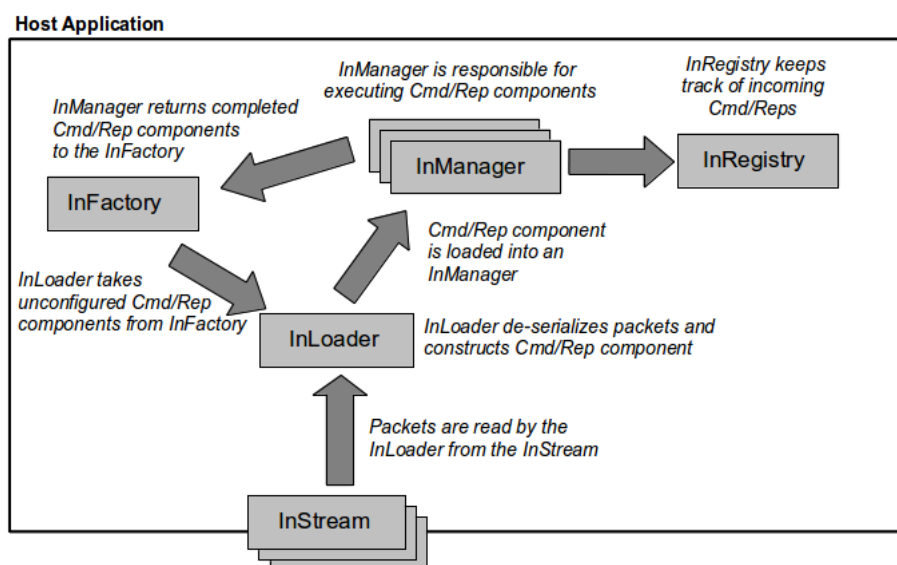 Host Application
InManager is responsible for
executing Cmd/Rep components
InRegistry keeps
track of incoming
Cmd/Reps
InManager returns completed
Cmd/Rep components
to the InFactory
InManager
InRegistry
InFactory
Cmd/Rep component
is loaded into an
InManager
InLoader takes
unconfigured Cmd/Rep
components from InFactory
InLoader
InLoader de-serializes packets and
constructs Cmd/Rep component
Packets are read by the
InLoader from the InStream
InStream